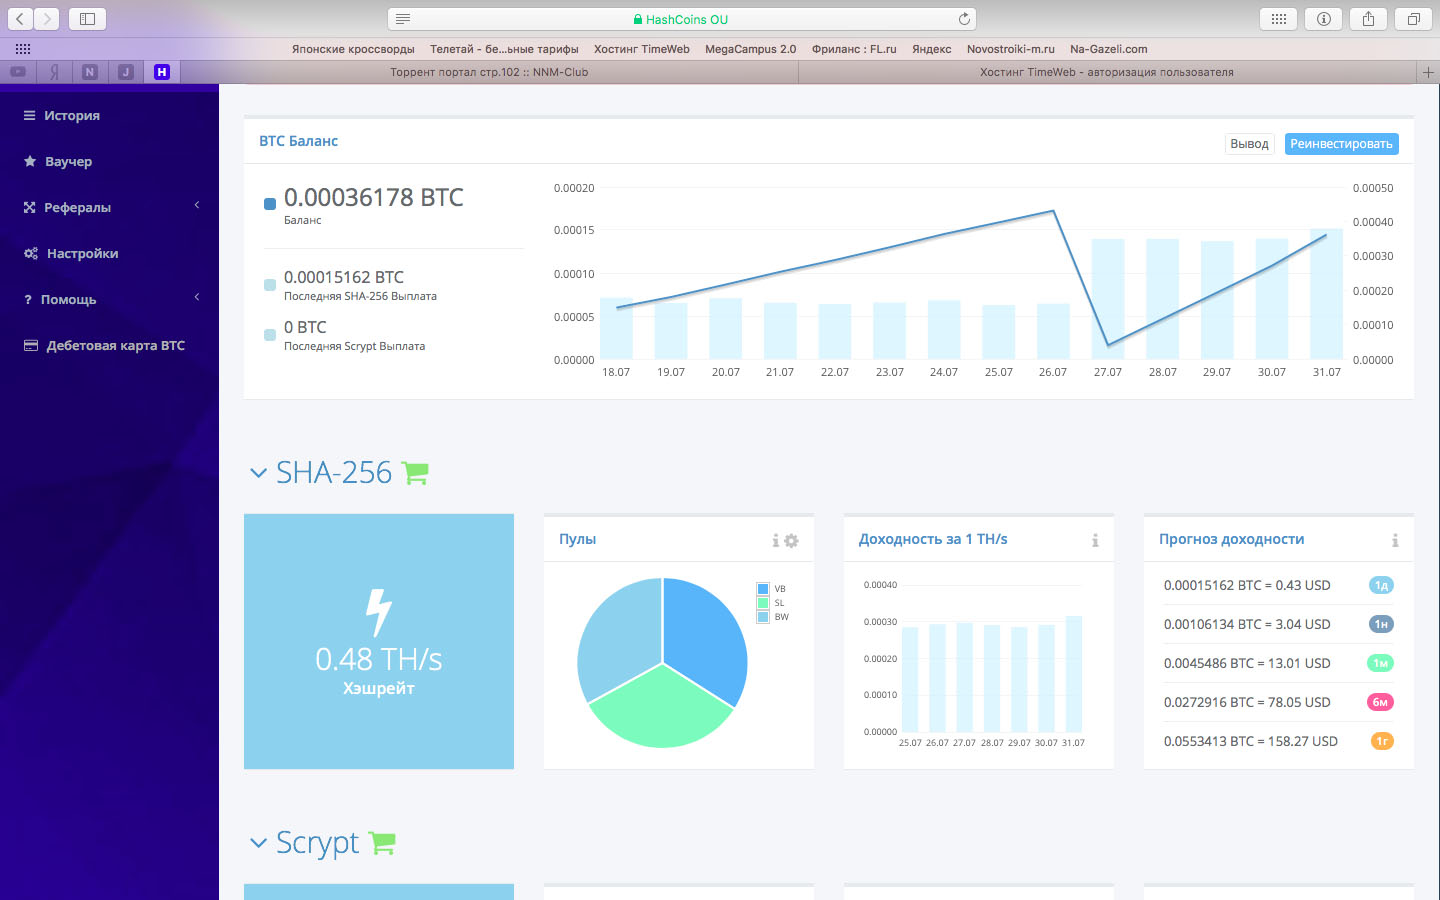 HashCoins OU
Японские кроссворды Телетай - бе...ьные тарифы Хостинг TimeWeb MegaCampus 2.0 Фриланс : FL.ru Яндекс Novostroiki-m.ru Na-Gazeli.com
Я N J H Торрент портал стр.102 :: NNM-Club Хостинг TimeWeb - авторизация пользователя
История
Ваучер
Рефералы
Настройки
? Помощь
Дебетовая карта BTC
BTC Баланс
Вывод Реинвестировать
0.00036178 BTC
Баланс
0.00015162 BTC
Последняя SHA-256 Выплата
0 BTC
Последняя Scrypt Выплата
0.00020 0.00050
0.00015 0.00040
0.00010 0.00030
0.00005 0.00020
0.00000 0.00010
0.00000
18.07 19.07 20.07 21.07 22.07 23.07 24.07 25.07 26.07 27.07 28.07 29.07 30.07 31.07
SHA-256
0.48 TH/s
Хэшрейт
Пулы
VB
SL
BW
Доходность за 1 TH/s
0.00040
0.00030
0.00020
0.00010
0.00000
25.07 26.07 27.07 28.07 29.07 30.07 31.07
Прогноз доходности
0.00015162 BTC = 0.43 USD 1д
0.00106134 BTC = 3.04 USD 1н
0.0045486 BTC = 13.01 USD 1м
0.0272916 BTC = 78.05 USD 6м
0.0553413 BTC = 158.27 USD 1г
Scrypt